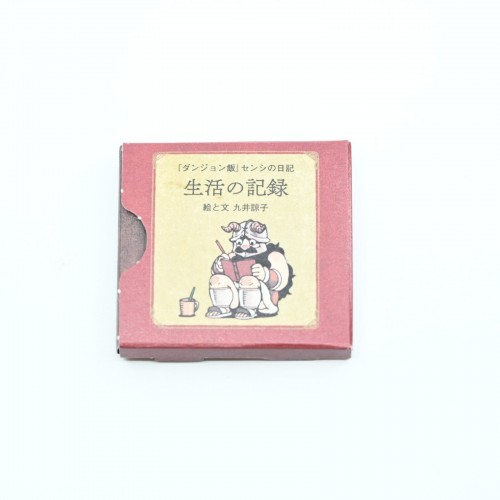 「ダンジョン飯」センシの日記
生活の記録
絵と文 九井諒子